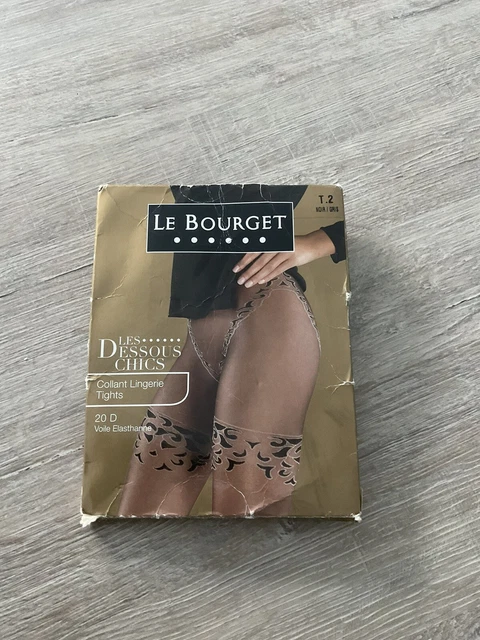 T.2
NOIR / GRIS
LE BOURGET
LES
DESSOUS
CHICS
Collant Lingerie
Tights
20 D
Voile Elasthanne